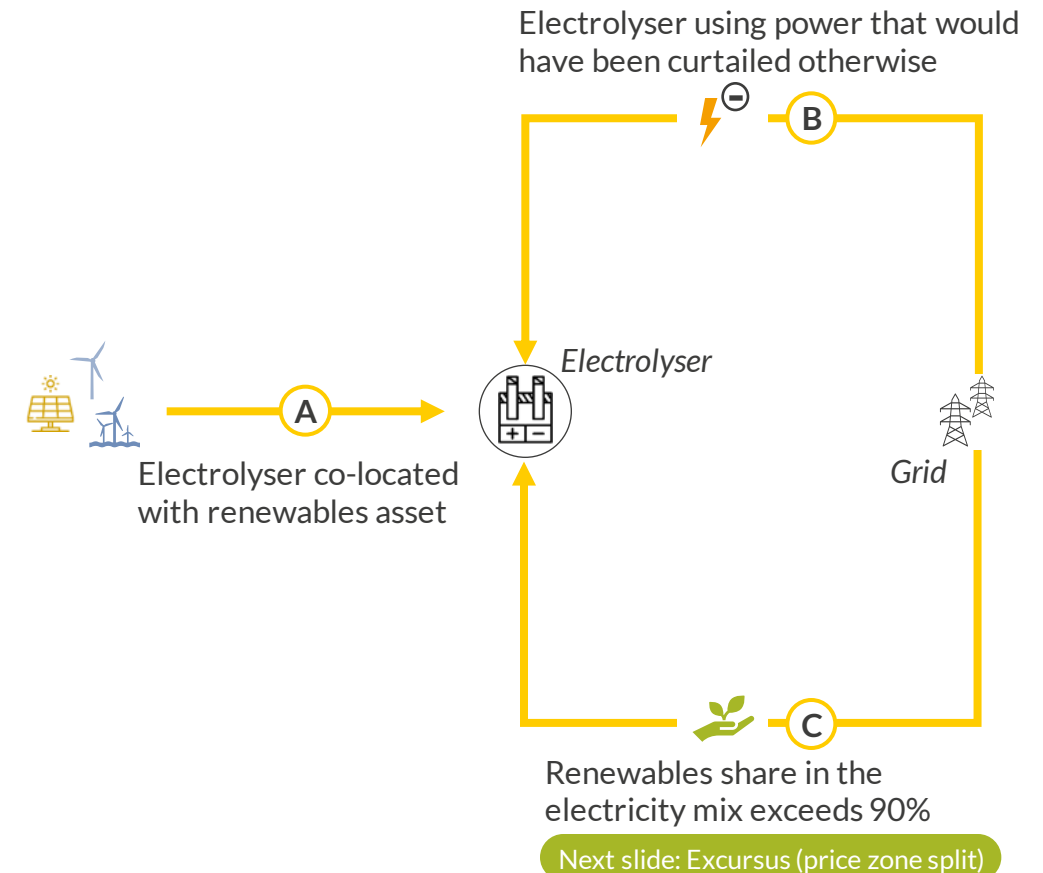 Electrolyser using power that would
have been curtailed otherwise
B
Electrolyser
A
Electrolyser co-located
with renewables asset
Grid
C
Renewables share in the
electricity mix exceeds 90%
Next slide: Excursus (price zone split)